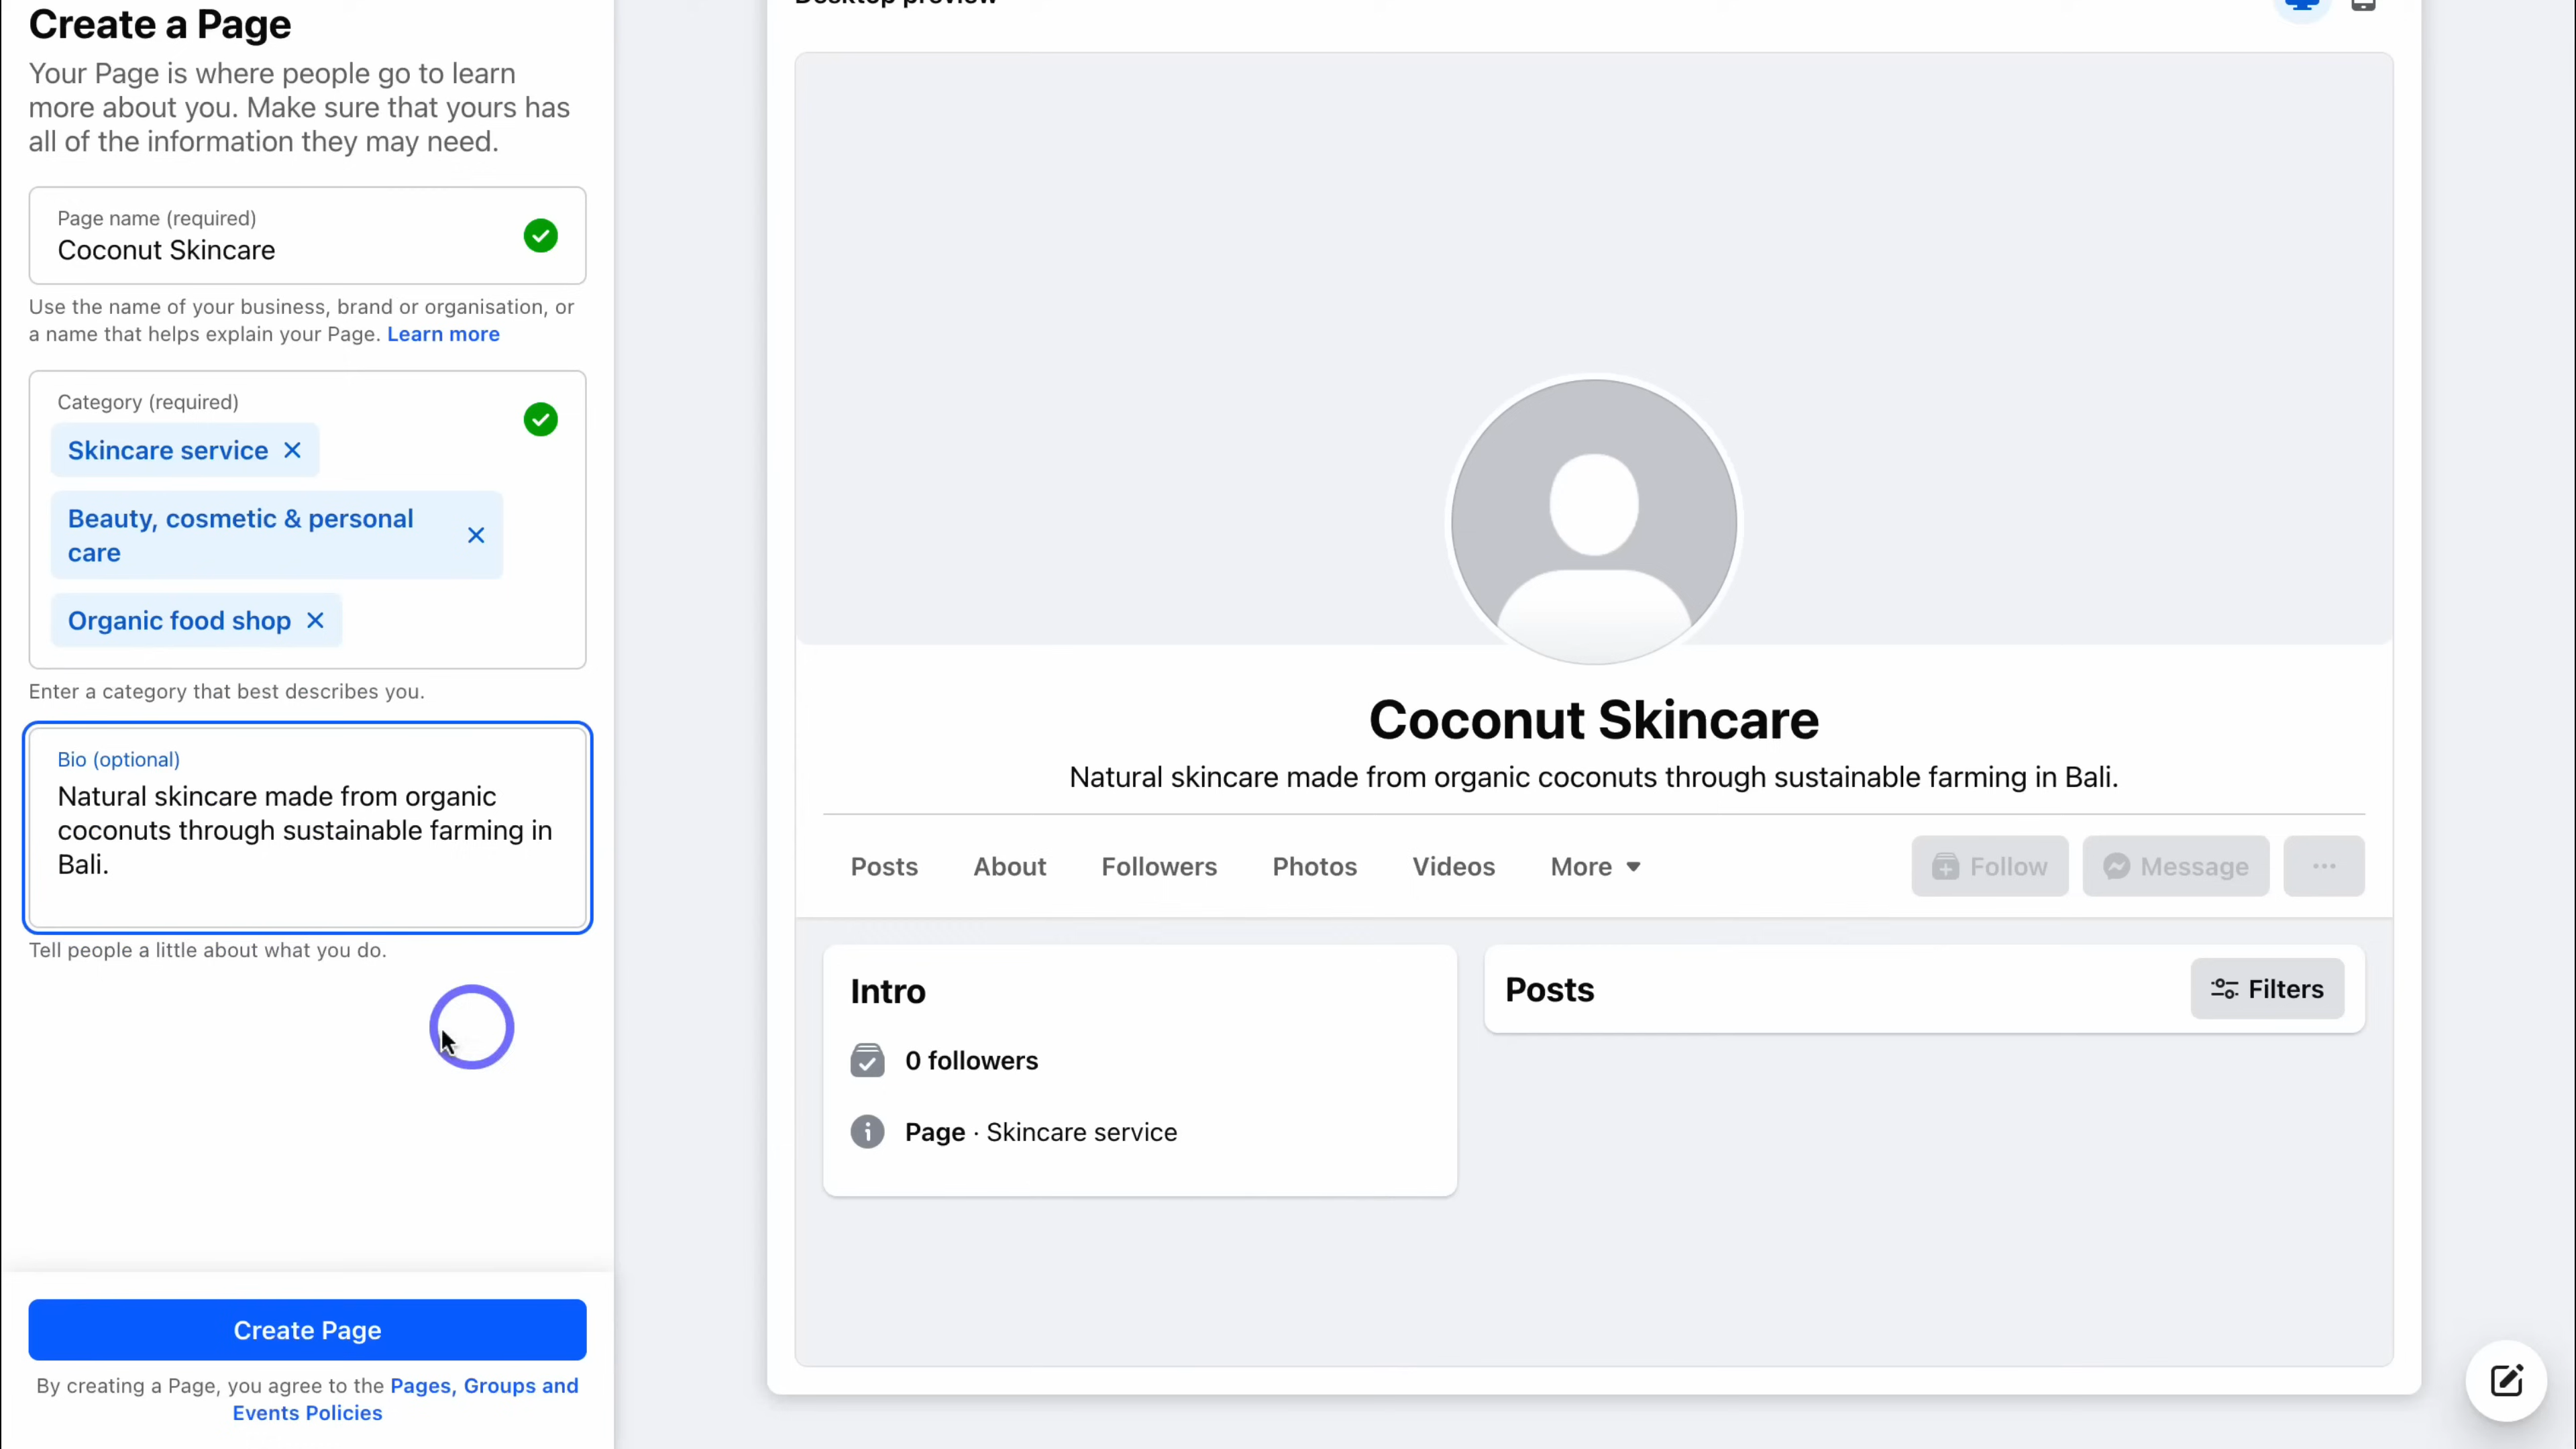 Create a Page
Your Page is where people go to learn
more about you. Make sure that yours has
all of the information they may need.
Page name (required)
Coconut Skincare
Use the name of your business, brand or organisation, or
a name that helps explain your Page. Learn more
Category (required)
Skincare service
Beauty, cosmetic & personal
care
Organic food shop
Enter a category that best describes you.
Bio (optional)
Natural skincare made from organic
coconuts through sustainable farming in
Bali.
Tell people a little about what you do.
Create Page
By creating a Page, you agree to the Pages, Groups and
Events Policies
Desktop preview
Coconut Skincare
Natural skincare made from organic coconuts through sustainable farming in Bali.
Posts About Followers Photos Videos More Follow Message ...
Intro
0 followers
Page · Skincare service
Posts Filters